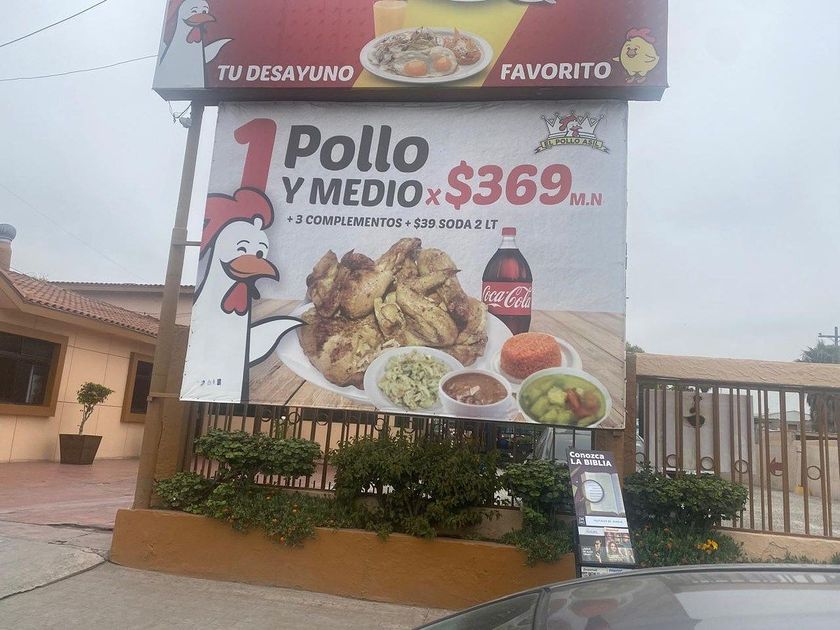 TU DESAYUNO FAVORITO
1 Pollo
Y MEDIO x $369 M.N
+ 3 COMPLEMENTOS + $39 SODA 2 LT
EL POLLO ASIL
Coca-Cola
Conozca
LA BIBLIA